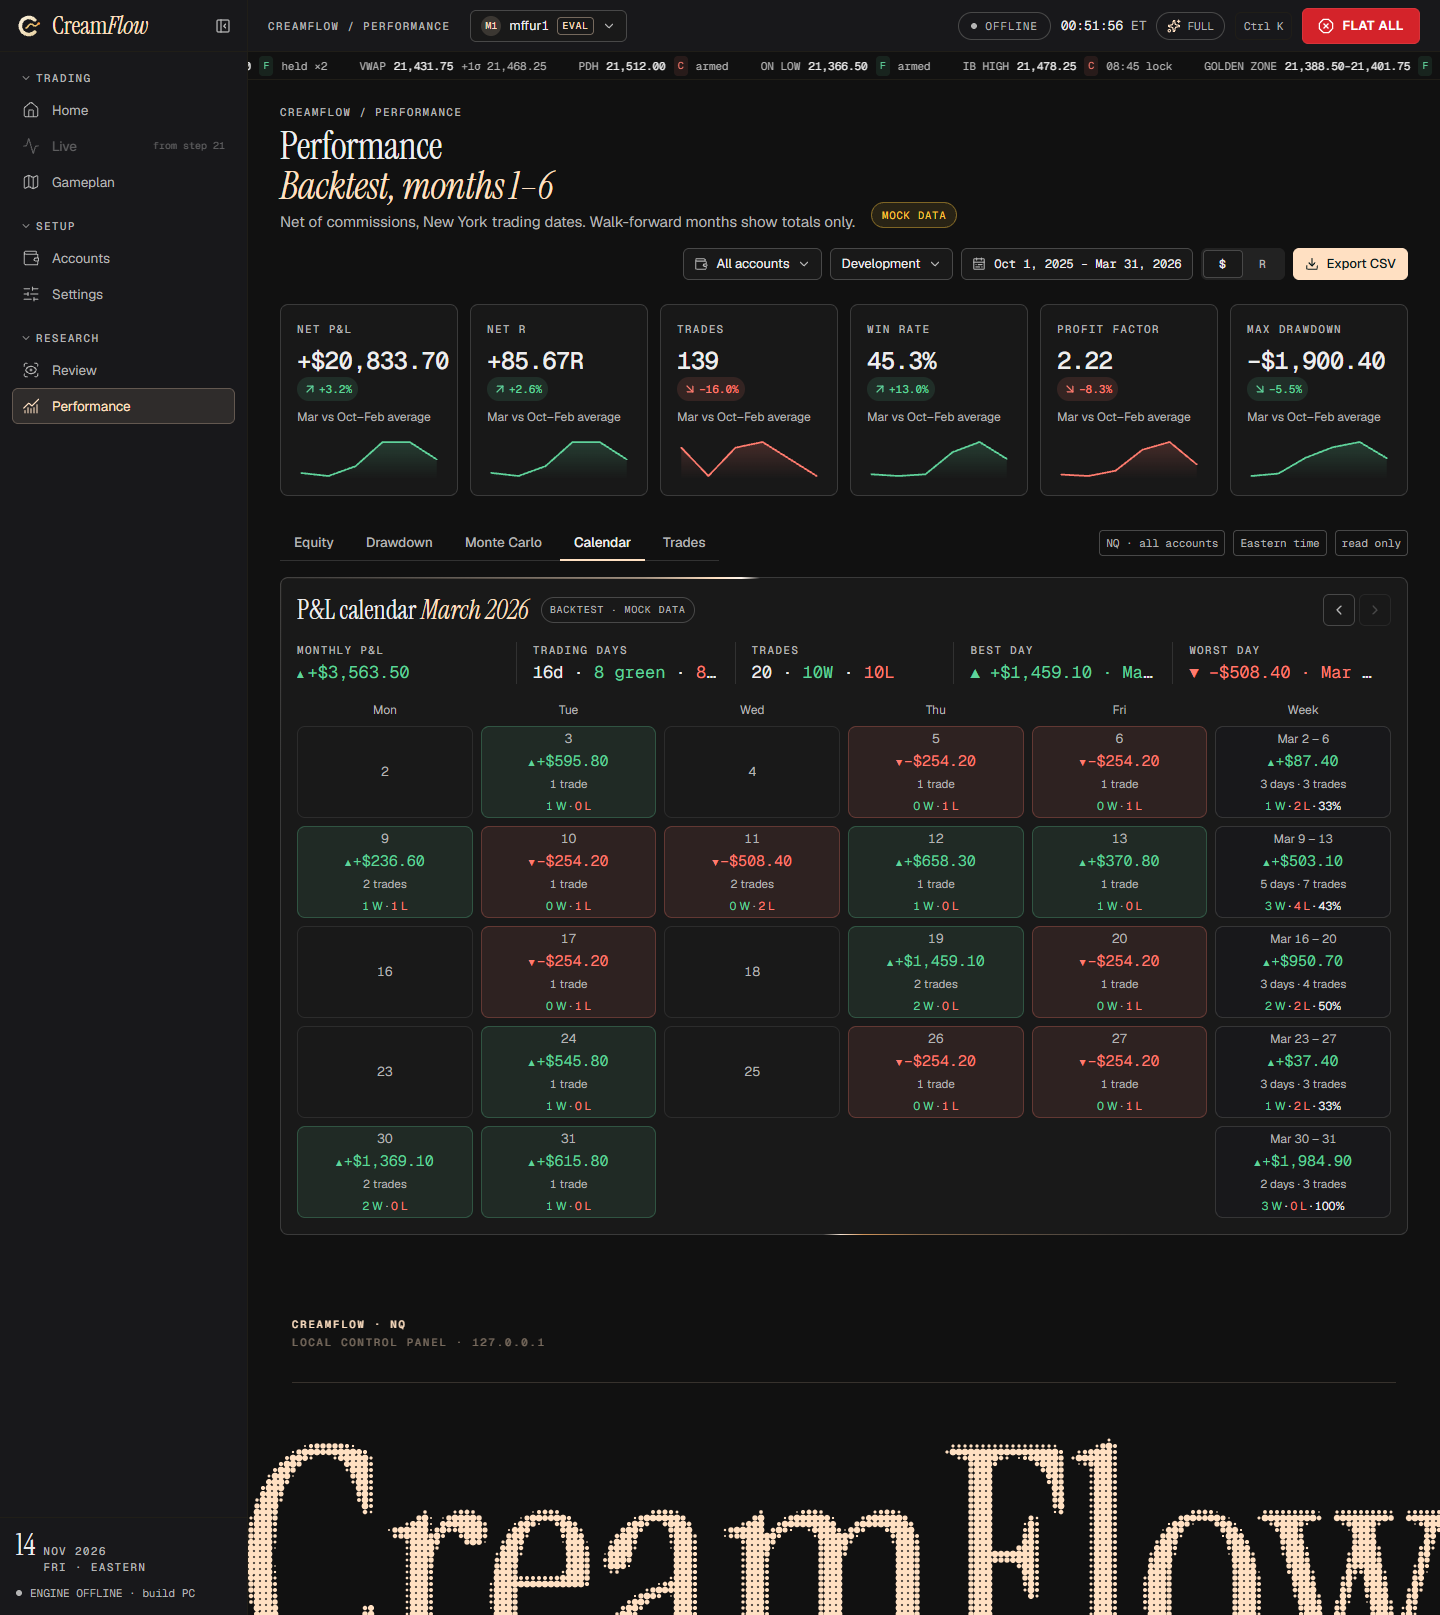 CreamFlow
TRADING
Home
Live from step 21
Gameplan
SETUP
Accounts
Settings
RESEARCH
Review
Performance
14 NOV 2026
FRI · EASTERN
ENGINE OFFLINE · build PC
CREAMFLOW / PERFORMANCE
M1 mffur1 EVAL
OFFLINE
00:51:56 ET
FULL
Ctrl K
FLAT ALL
F held ×2 VWAP 21,431.75 +1σ 21,468.25 PDH 21,512.00 C armed ON LOW 21,366.50 F armed IB HIGH 21,478.25 C 08:45 lock GOLDEN ZONE 21,388.50–21,401.75 F
CREAMFLOW / PERFORMANCE
Performance
Backtest, months 1–6
Net of commissions, New York trading dates. Walk-forward months show totals only. MOCK DATA
All accounts Development Oct 1, 2025 – Mar 31, 2026 $ R Export CSV
NET P&L
+$20,833.70
+3.2%
Mar vs Oct–Feb average
NET R
+85.67R
+2.6%
Mar vs Oct–Feb average
TRADES
139
−16.0%
Mar vs Oct–Feb average
WIN RATE
45.3%
+13.0%
Mar vs Oct–Feb average
PROFIT FACTOR
2.22
−8.3%
Mar vs Oct–Feb average
MAX DRAWDOWN
−$1,900.40
−5.5%
Mar vs Oct–Feb average
Equity Drawdown Monte Carlo Calendar Trades
NQ · all accounts Eastern time read only
P&L calendar March 2026 BACKTEST · MOCK DATA
MONTHLY P&L
▲+$3,563.50
TRADING DAYS
16d · 8 green · 8…
TRADES
20 · 10W · 10L
BEST DAY
▲ +$1,459.10 · Ma…
WORST DAY
▼ −$508.40 · Mar …
Mon Tue Wed Thu Fri Week
2
3
▲+$595.80
1 trade
1 W · 0 L
4
5
▼−$254.20
1 trade
0 W · 1 L
6
▼−$254.20
1 trade
0 W · 1 L
Mar 2 – 6
▲+$87.40
3 days · 3 trades
1 W · 2 L · 33%
9
▲+$236.60
2 trades
1 W · 1 L
10
▼−$254.20
1 trade
0 W · 1 L
11
▼−$508.40
2 trades
0 W · 2 L
12
▲+$658.30
1 trade
1 W · 0 L
13
▲+$370.80
1 trade
1 W · 0 L
Mar 9 – 13
▲+$503.10
5 days · 7 trades
3 W · 4 L · 43%
16
17
▼−$254.20
1 trade
0 W · 1 L
18
19
▲+$1,459.10
2 trades
2 W · 0 L
20
▼−$254.20
1 trade
0 W · 1 L
Mar 16 – 20
▲+$950.70
3 days · 4 trades
2 W · 2 L · 50%
23
24
▲+$545.80
1 trade
1 W · 0 L
25
26
▼−$254.20
1 trade
0 W · 1 L
27
▼−$254.20
1 trade
0 W · 1 L
Mar 23 – 27
▲+$37.40
3 days · 3 trades
1 W · 2 L · 33%
30
▲+$1,369.10
2 trades
2 W · 0 L
31
▲+$615.80
1 trade
1 W · 0 L
Mar 30 – 31
▲+$1,984.90
2 days · 3 trades
3 W · 0 L · 100%
CREAMFLOW · NQ
LOCAL CONTROL PANEL · 127.0.0.1
CreamFlow